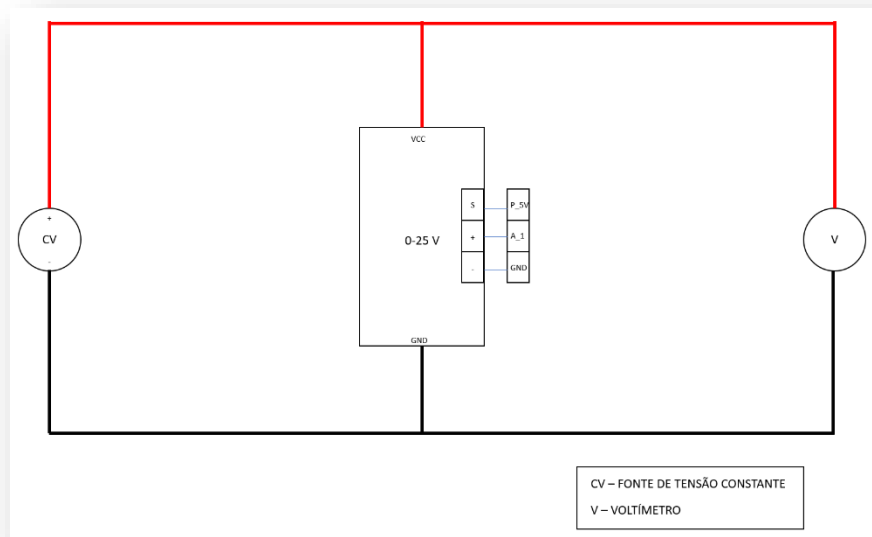 VCC
S P_5V
+
CV
0-25 V
+ A_1
V
-
- GND
GND
CV – FONTE DE TENSÃO CONSTANTE
V – VOLTÍMETRO